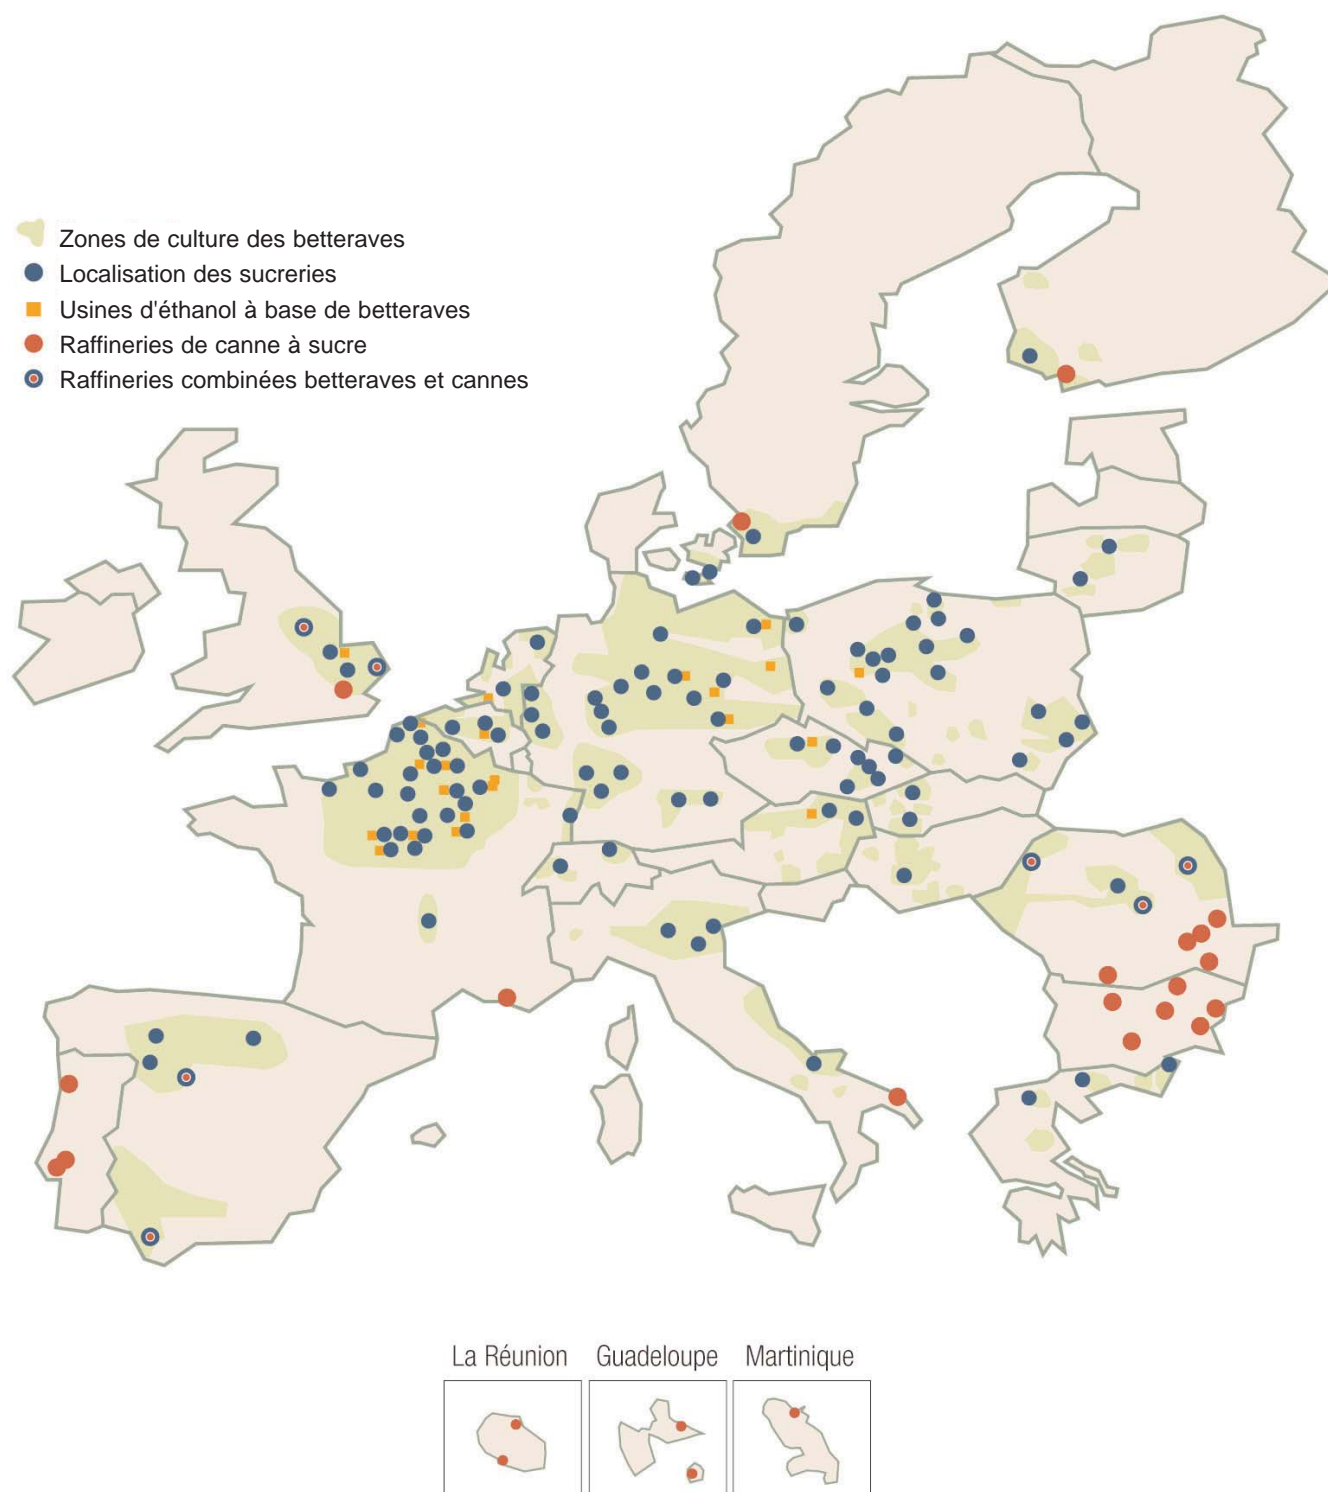 Zones de culture des betteraves
Localisation des sucreries
Usines d'éthanol à base de betteraves
Raffineries de canne à sucre
Raffineries combinées betteraves et cannes
La Réunion
Guadeloupe
Martinique